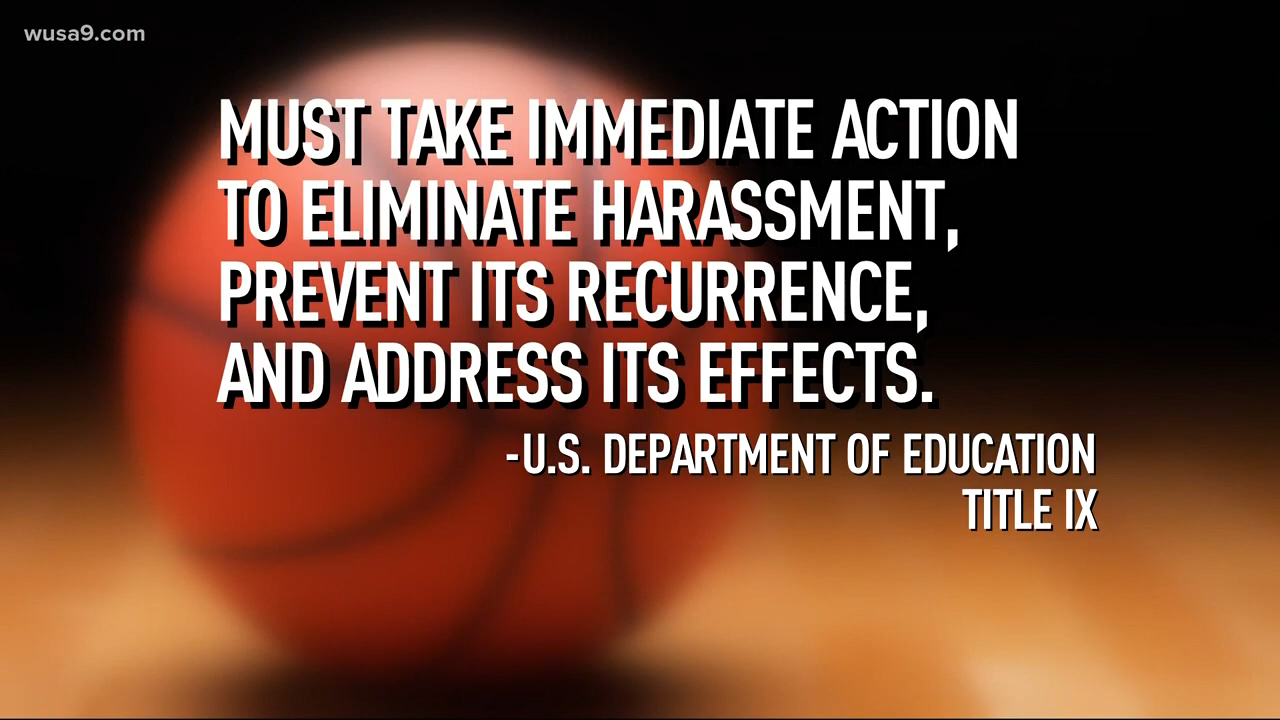 wusa9.com
MUST TAKE IMMEDIATE ACTION
TO ELIMINATE HARASSMENT,
PREVENT ITS RECURRENCE,
AND ADDRESS ITS EFFECTS.
-U.S. DEPARTMENT OF EDUCATION
TITLE IX